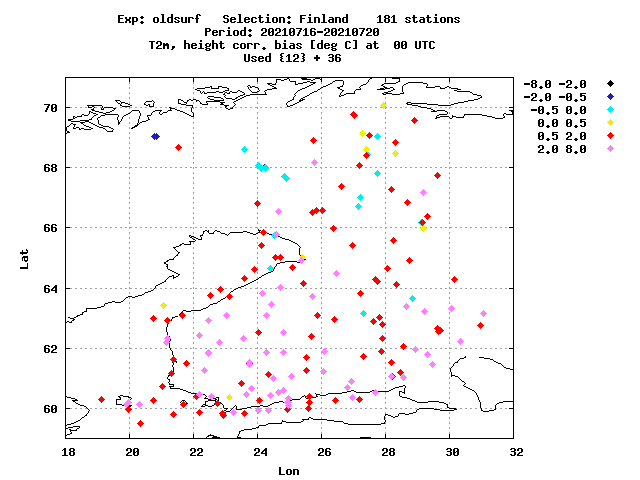 Exp: oldsurf   Selection: Finland    181 stations
Period: 20210716-20210720
T2m, height corr. bias [deg C] at  00 UTC
Used {12} + 36
-8.0 -2.0
-2.0 -0.5
-0.5 0.0
0.0 0.5
0.5 2.0
2.0 8.0
70
68
66
64
62
60
Lat
18 20 22 24 26 28 30 32
Lon